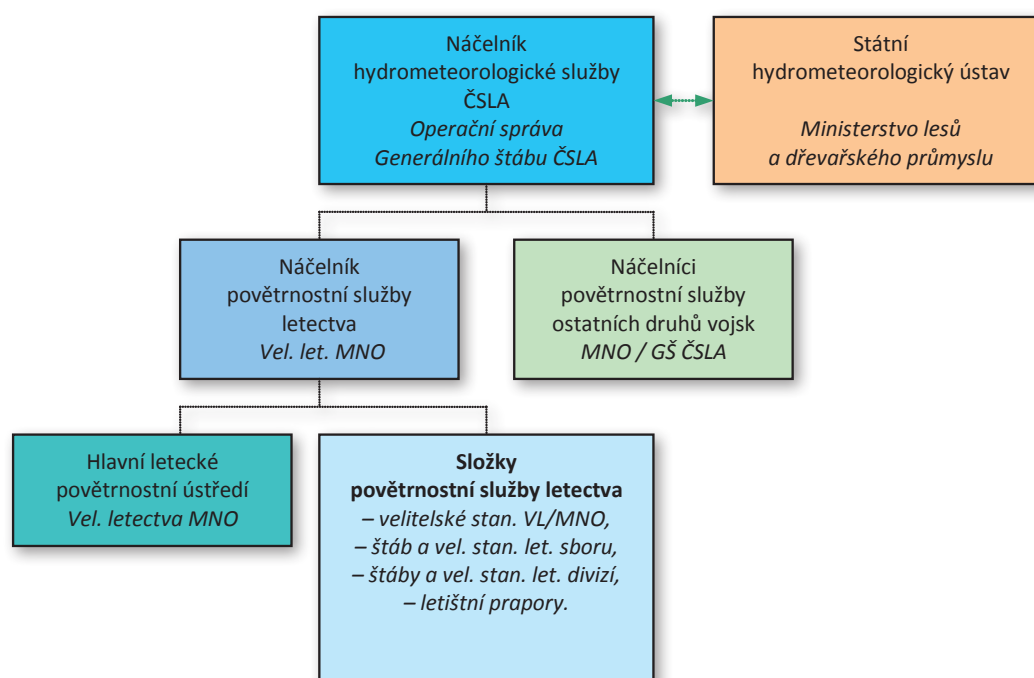 Náčelník
hydrometeorologické služby
ČSLA
Operační správa
Generálního štábu ČSLA
Státní
hydrometeorologický ústav
Ministerstvo lesů
a dřevařského průmyslu
Náčelník
povětrnostní služby
letectva
Vel. let. MNO
Náčelníci
povětrnostní služby
ostatních druhů vojsk
MNO / GŠ ČSLA
Hlavní letecké
povětrnostní ústředí
Vel. letectva MNO
Složky
povětrnostní služby letectva
– velitelské stan. VL/MNO,
– štáb a vel. stan. let. sboru,
– štáby a vel. stan. let. divizí,
– letištní prapory.